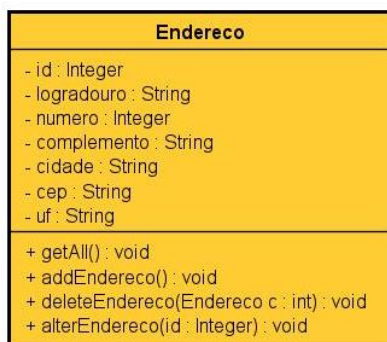 Endereco
- id : Integer
- logradouro : String
- numero : Integer
- complemento : String
- cidade : String
- cep : String
- uf : String
+ getAll() : void
+ addEndereco() : void
+ deleteEndereco(Endereco c : int) : void
+ alterEndereco(id : Integer) : void